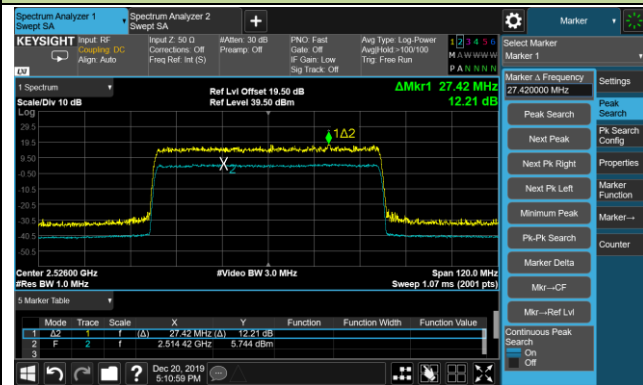 Spectrum Analyzer 1
Swept SA
Spectrum Analyzer 2
Swept SA
+
Marker
KEYSIGHT
Input: RF
Coupling: DC
Align: Auto
Input Z: 50 Ω
Corrections: Off
Freq Ref: Int (S)
#Atten: 30 dB
Preamp: Off
PNO: Fast
Gate: Off
IF Gain: Low
Sig Track: Off
Avg Type: Log-Power
Avg|Hold:>100/100
Trig: Free Run
1 2 3 4 5 6
M A W W W W
P A N N N N
LXI
Select Marker
Marker 1
1 Spectrum
Scale/Div 10 dB
Ref Lvl Offset 19.50 dB
Ref Level 39.50 dBm
ΔMkr1 27.42 MHz
12.21 dB
Log
29.5
19.5
9.50
-0.50
-10.5
-20.5
-30.5
-40.5
-50.5
1Δ2
X2
Center 2.52600 GHz
#Res BW 1.0 MHz
#Video BW 3.0 MHz
Span 120.0 MHz
Sweep 1.07 ms (2001 pts)
5 Marker Table
Mode Trace Scale X Y Function Function Width Function Value
1 Δ2 1 f (Δ) 27.42 MHz (Δ) 12.21 dB
2 F 2 f 2.514 42 GHz 5.744 dBm
3
Marker Δ Frequency
27.420000 MHz
Peak Search
Next Peak
Next Pk Right
Next Pk Left
Minimum Peak
Pk-Pk Search
Marker Delta
Mkr→CF
Mkr→Ref Lvl
Continuous Peak
Search
On
Off
Settings
Peak
Search
Pk Search
Config
Properties
Marker
Function
Marker→
Counter
?
Dec 20, 2019
5:10:59 PM